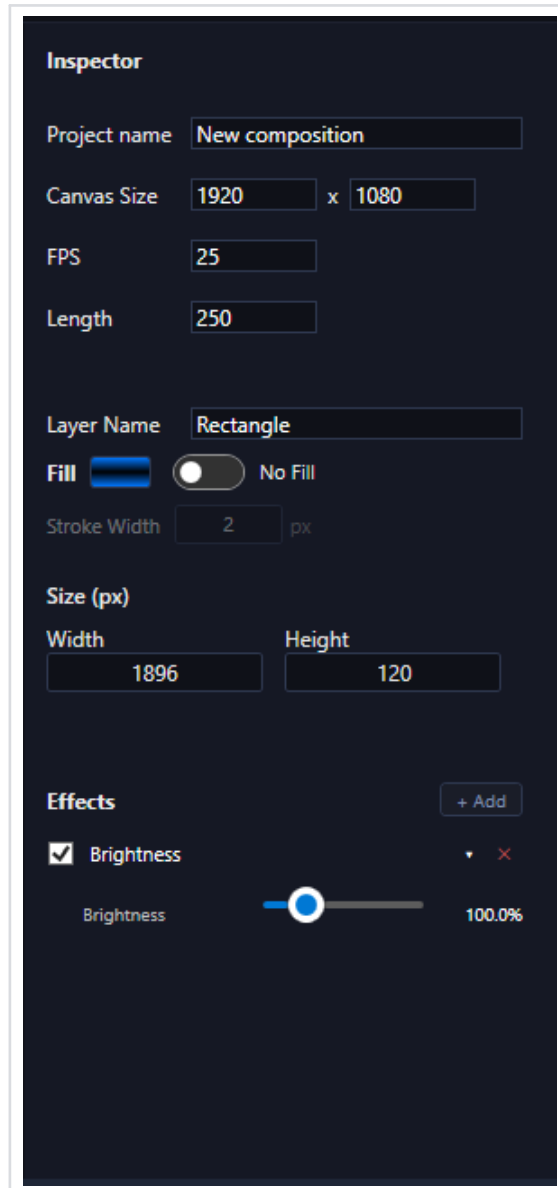 Inspector
Project name New composition
Canvas Size 1920 x 1080
FPS 25
Length 250
Layer Name Rectangle
Fill No Fill
Stroke Width 2 px
Size (px)
Width Height
1896 120
Effects + Add
Brightness
Brightness 100.0%